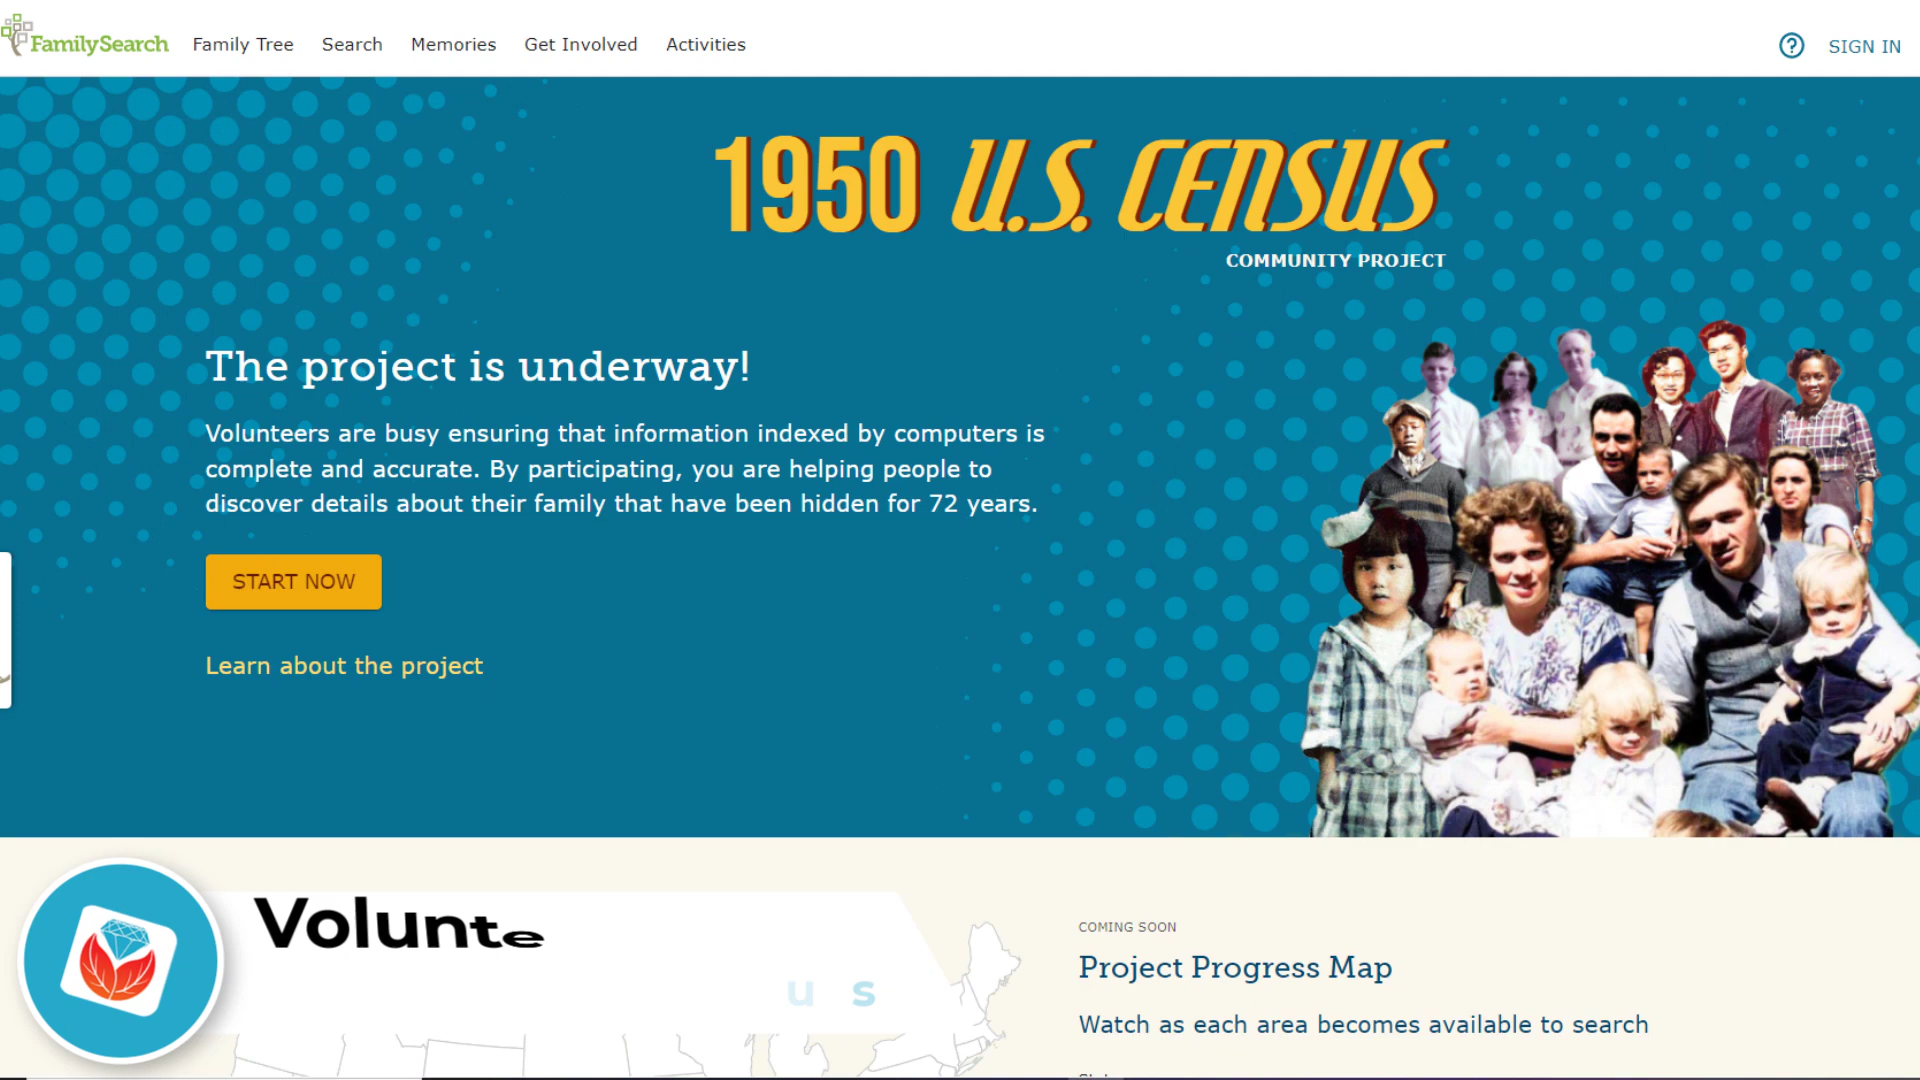 FamilySearch Family Tree Search Memories Get Involved Activities SIGN IN
1950 U.S. CENSUS
COMMUNITY PROJECT
The project is underway!
Volunteers are busy ensuring that information indexed by computers is
complete and accurate. By participating, you are helping people to
discover details about their family that have been hidden for 72 years.
START NOW
Learn about the project
Volunte
u s
COMING SOON
Project Progress Map
Watch as each area becomes available to search